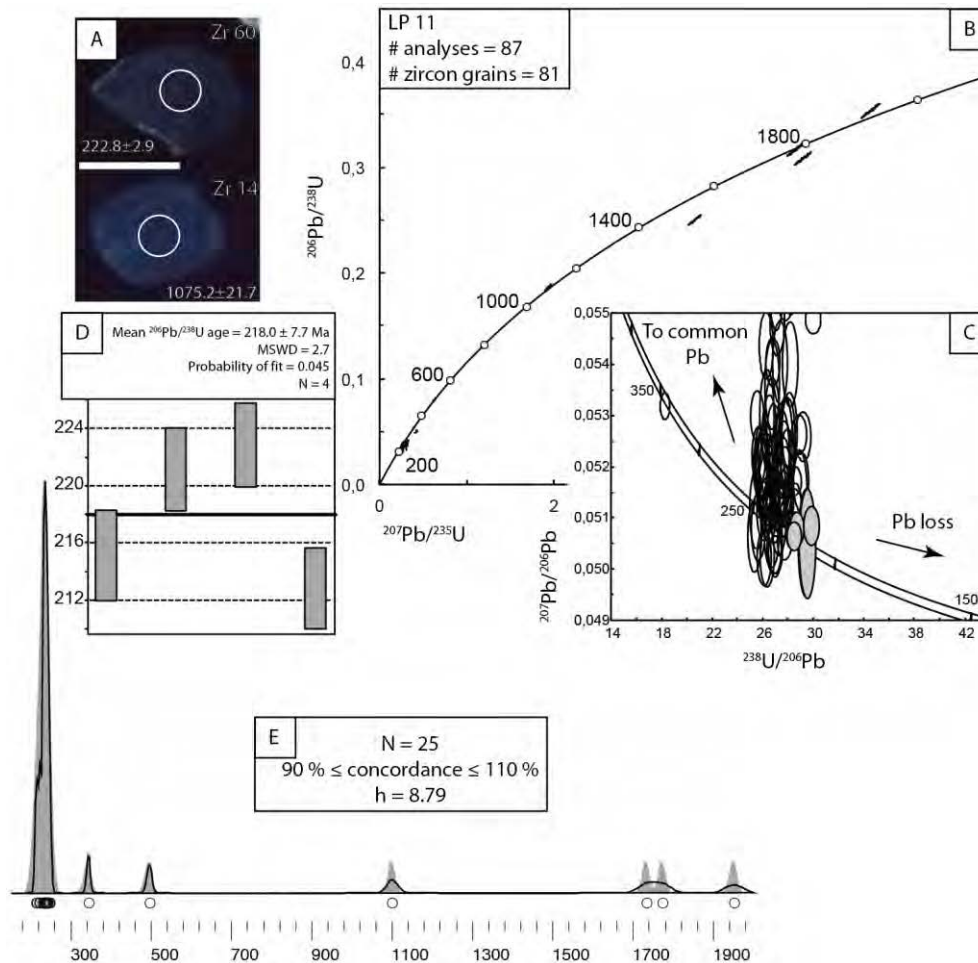 A
Zr 60
222.8±2.9
Zr 14
1075.2±21.7
B
LP 11
# analyses = 87
# zircon grains = 81
0,4
0,3
0,2
0,1
0,0
²⁰⁶Pb/²³⁸U
200
600
1000
1400
1800
0
2
²⁰⁷Pb/²³⁵U
C
To common
Pb
Pb loss
350
250
150
0,055
0,054
0,053
0,052
0,051
0,050
0,049
²⁰⁷Pb/²⁰⁶Pb
14 18 22 26 30 34 38 42
²³⁸U/²⁰⁶Pb
D
Mean ²⁰⁶Pb/²³⁸U age = 218.0 ± 7.7 Ma
MSWD = 2.7
Probability of fit = 0.045
N = 4
224
220
216
212
E
N = 25
90 % ≤ concordance ≤ 110 %
h = 8.79
300 500 700 900 1100 1300 1500 1700 1900